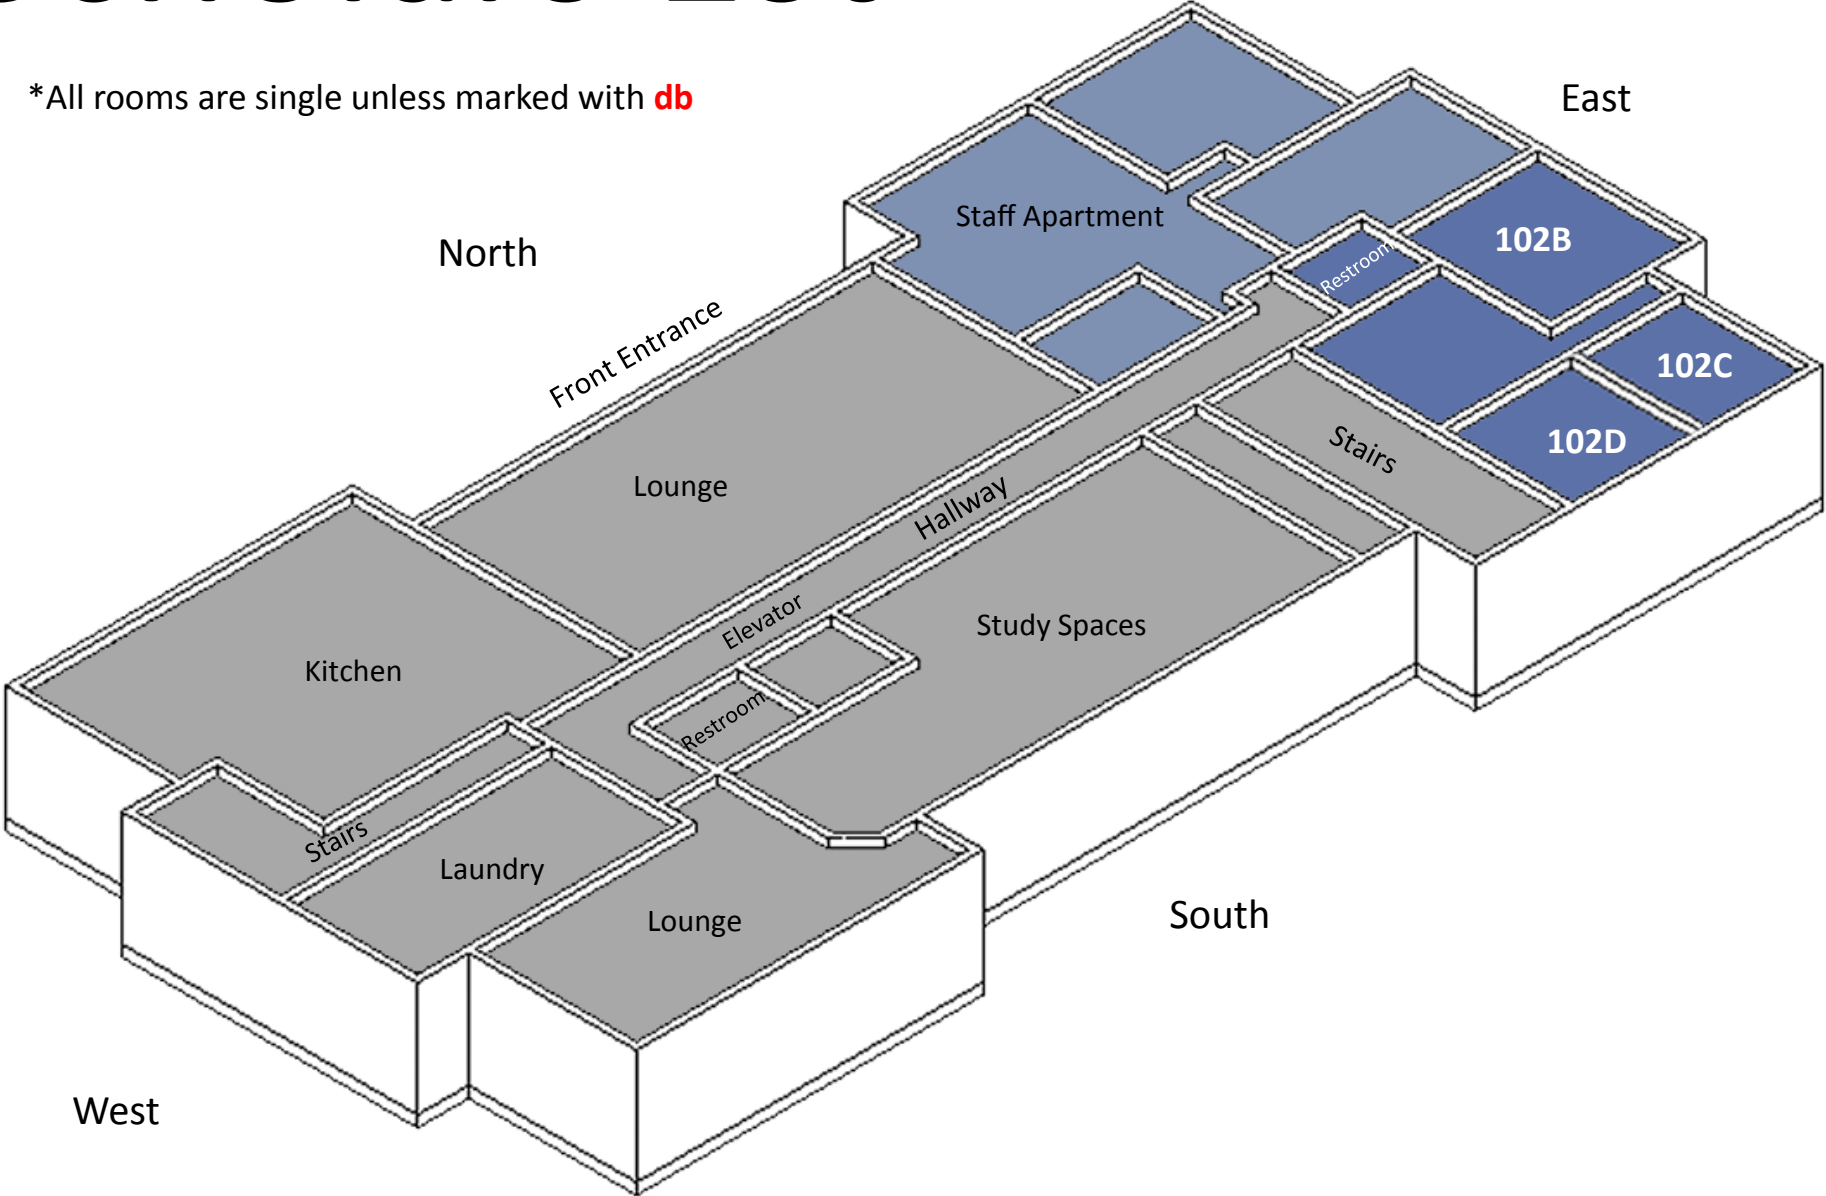 *All rooms are single unless marked with db
East
North
Staff Apartment
102B
Restroom
Front Entrance
102C
102D
Stairs
Lounge
Hallway
Elevator
Study Spaces
Kitchen
Restroom
Stairs
Laundry
Lounge
South
West